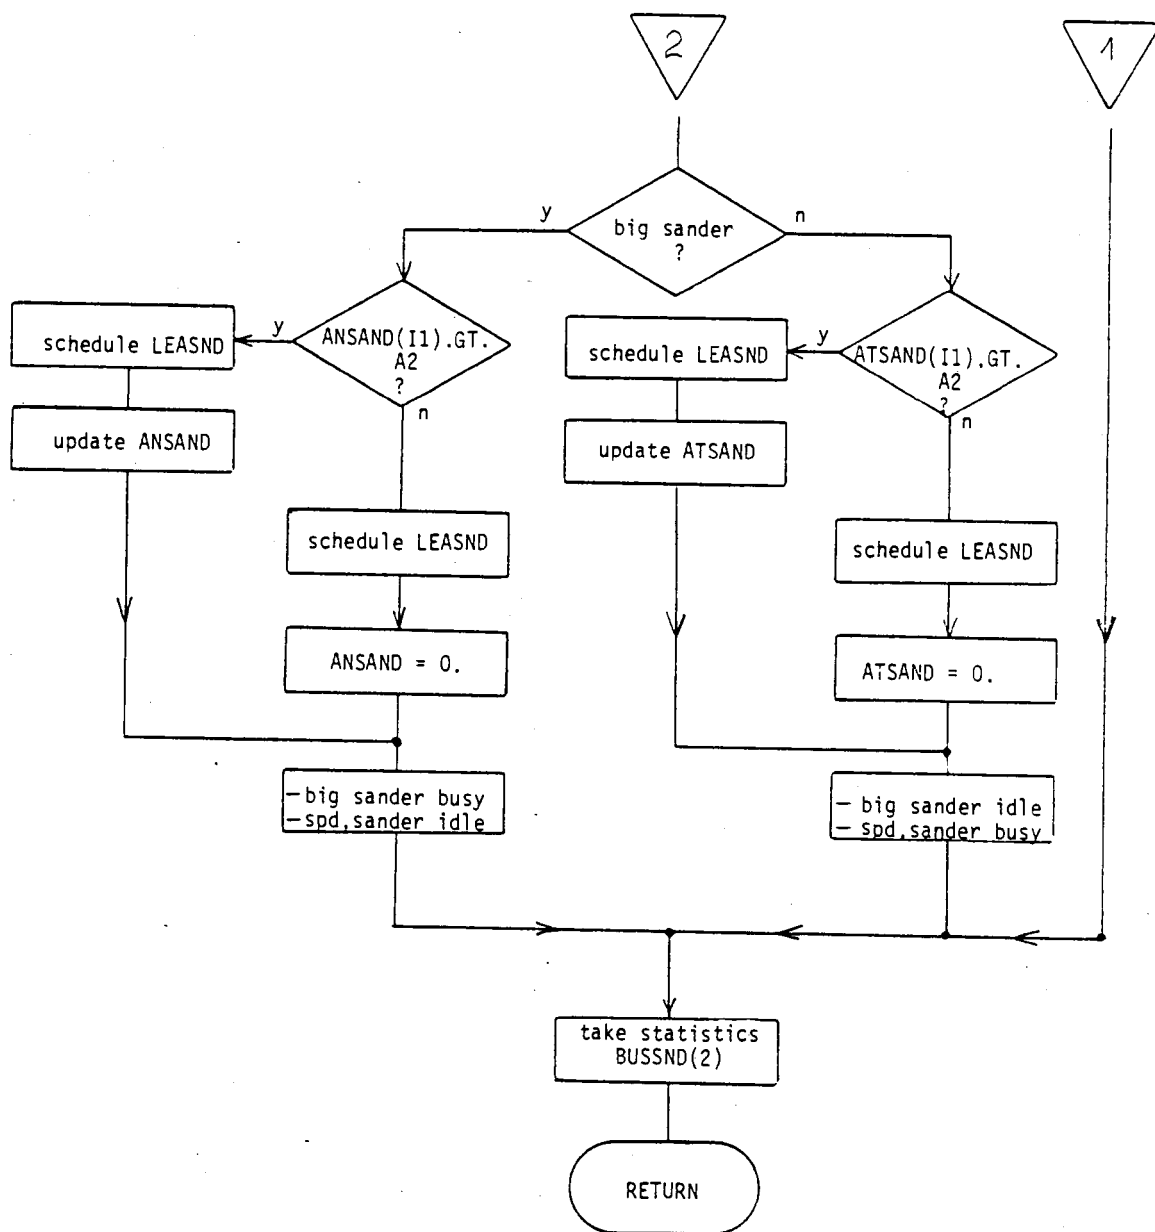 2
1
y
big sander
?
n
schedule LEASND
y
ANSAND(I1).GT.
A2
?
n
schedule LEASND
y
ATSAND(I1).GT.
A2
?
n
update ANSAND
update ATSAND
schedule LEASND
schedule LEASND
ANSAND = 0.
ATSAND = 0.
- big sander busy
- spd,sander idle
- big sander idle
- spd,sander busy
take statistics
BUSSND(2)
RETURN